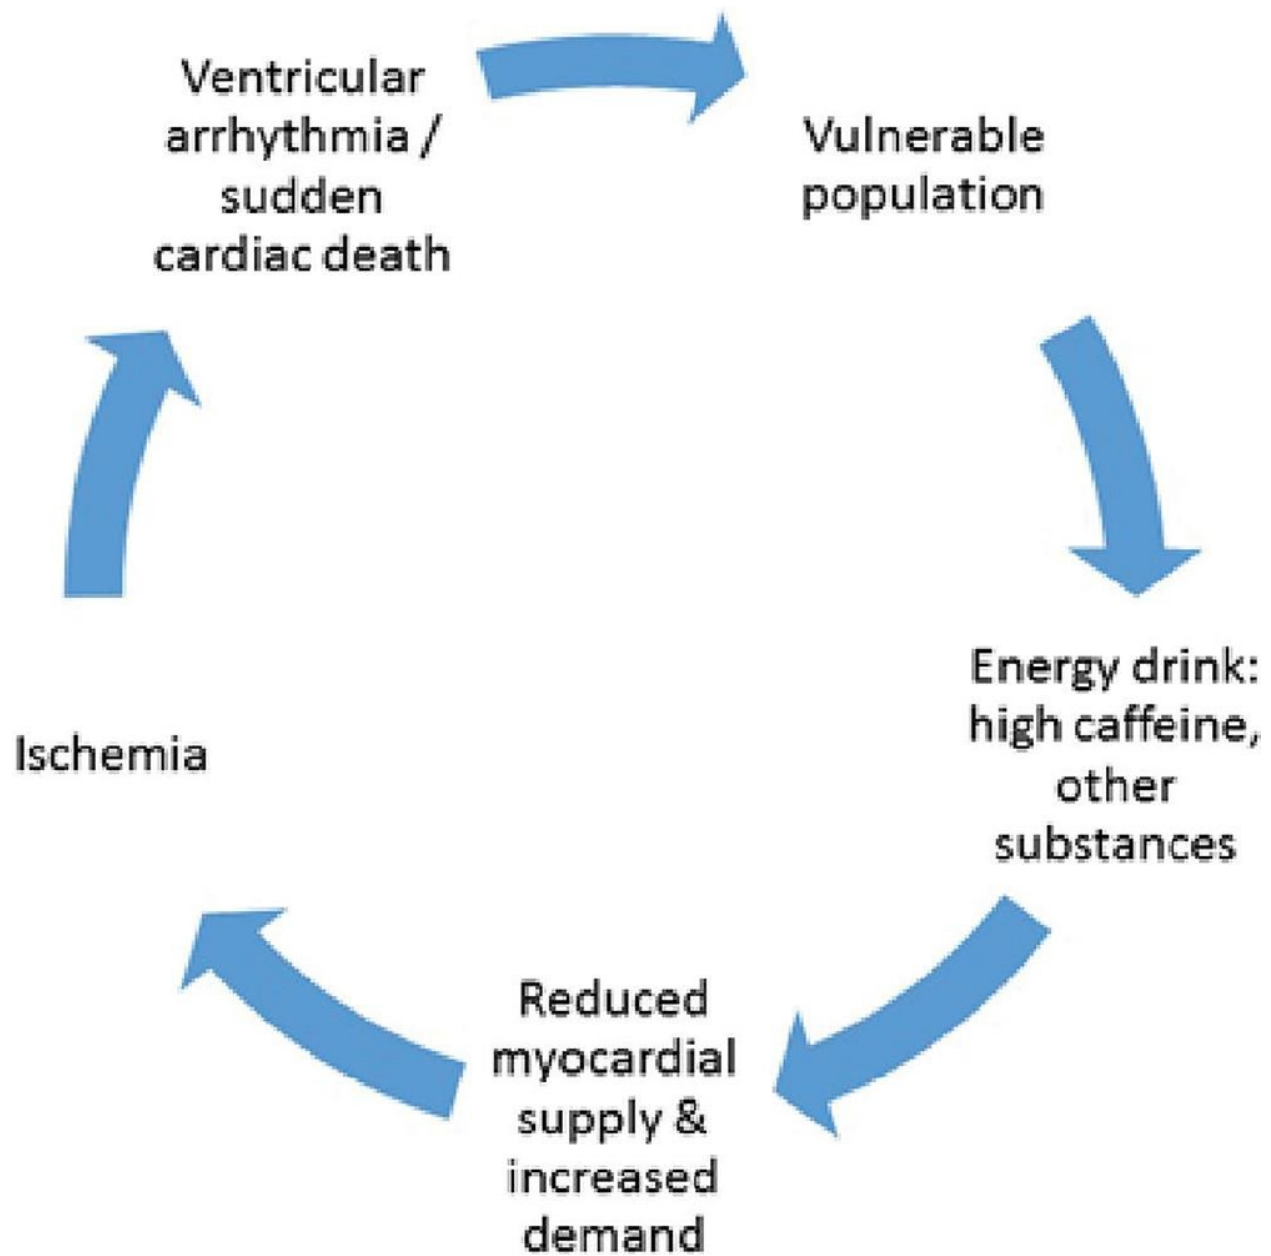 Ventricular
arrhythmia /
sudden
cardiac death
Vulnerable
population
Energy drink:
high caffeine,
other
substances
Reduced
myocardial
supply &
increased
demand
Ischemia